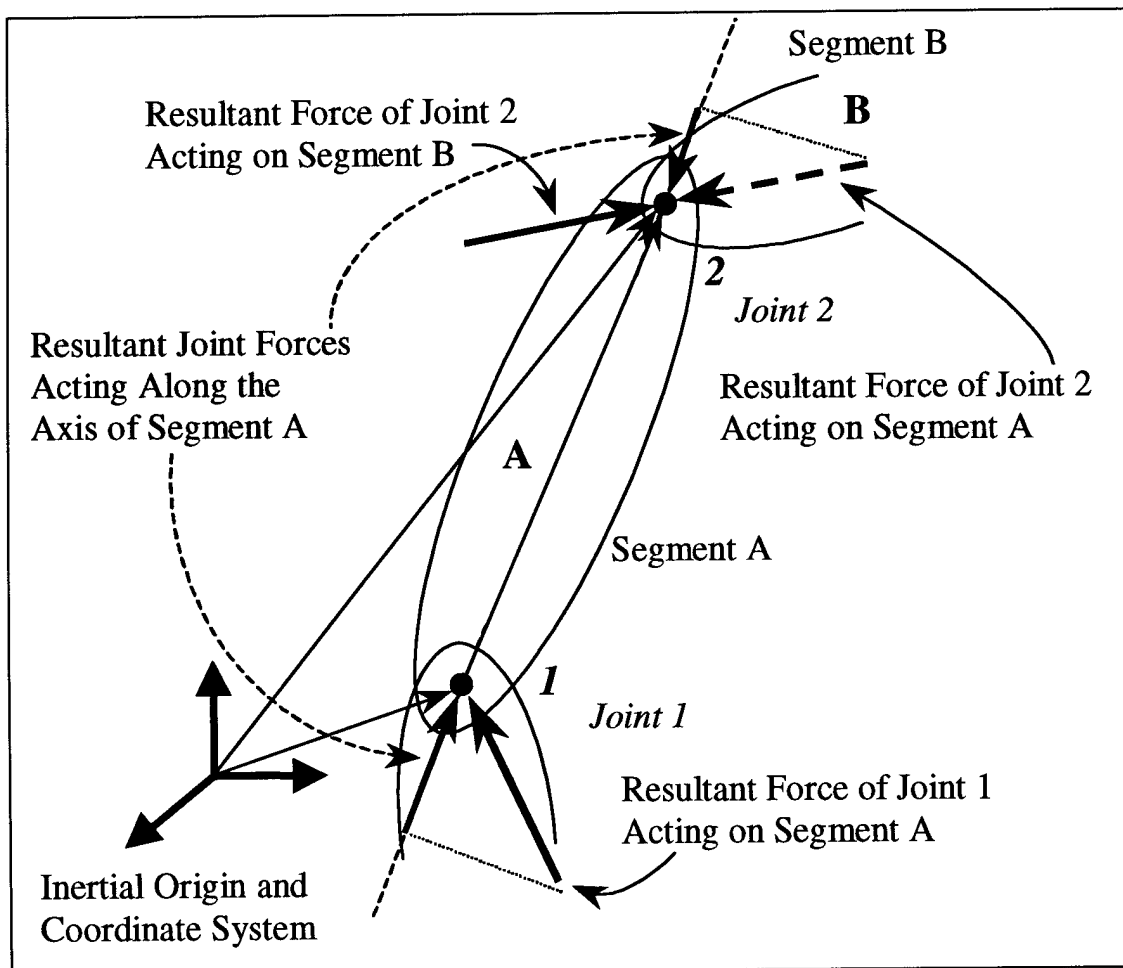 Segment B
Resultant Force of Joint 2
Acting on Segment B
B
2
Joint 2
Resultant Joint Forces
Acting Along the
Axis of Segment A
Resultant Force of Joint 2
Acting on Segment A
A
Segment A
1
Joint 1
Resultant Force of Joint 1
Acting on Segment A
Inertial Origin and
Coordinate System